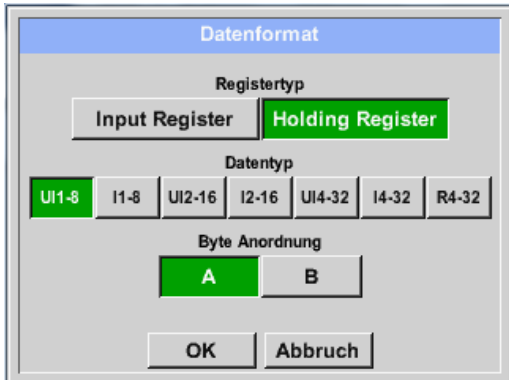 Datenformat
Registertyp
Input Register Holding Register
Datentyp
UI1-8 I1-8 UI2-16 I2-16 UI4-32 I4-32 R4-32
Byte Anordnung
A B
OK Abbruch